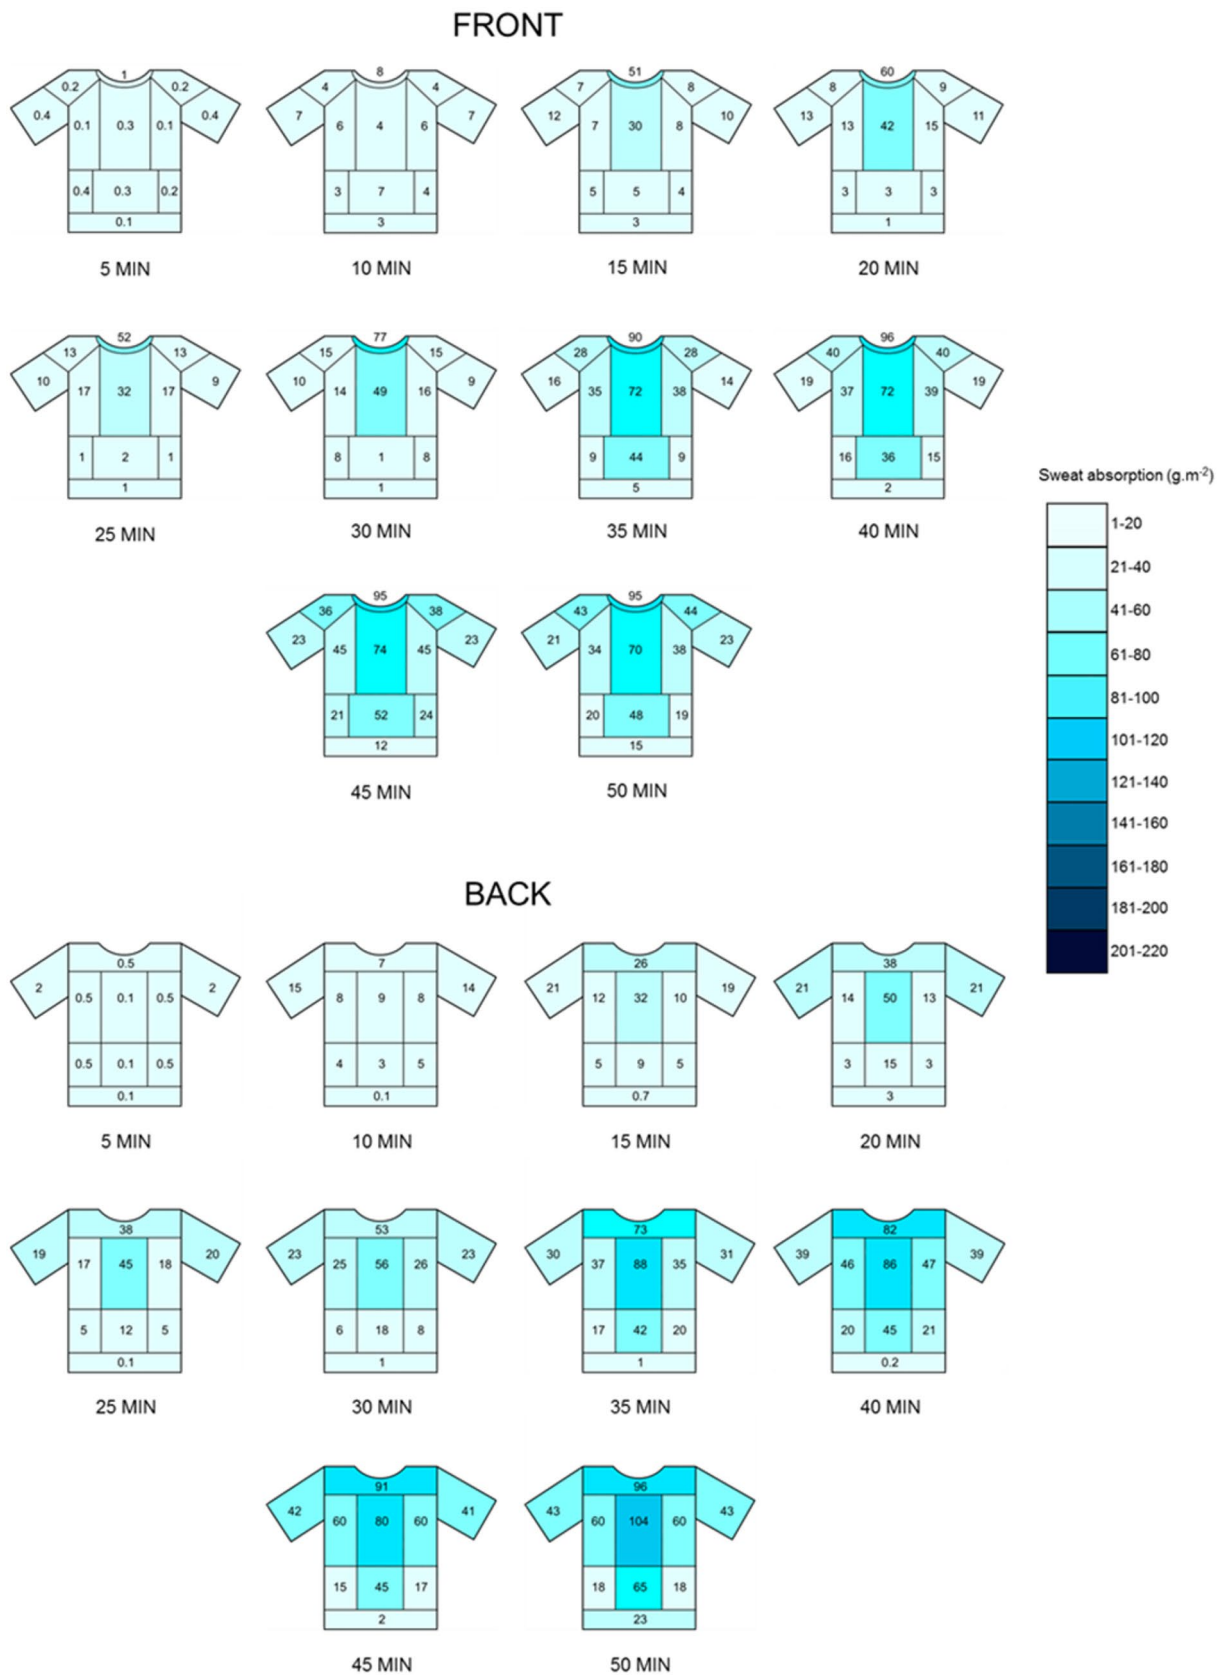 FRONT
1
0.2 0.2
0.4 0.4
0.1 0.3 0.1
0.4 0.3 0.2
0.1
5 MIN
8
4 4
7 7
6 4 6
3 7 4
3
10 MIN
51
7 8
12 10
7 30 8
5 5 4
3
15 MIN
60
8 9
13 11
13 42 15
3 3 3
1
20 MIN
52
13 13
10 9
17 32 17
1 2 1
1
25 MIN
77
15 15
10 9
14 49 16
8 1 8
1
30 MIN
90
28 28
16 14
35 72 38
9 44 9
5
35 MIN
96
40 40
19 19
37 72 39
16 36 15
2
40 MIN
95
36 38
23 23
45 74 45
21 52 24
12
45 MIN
95
43 44
21 23
34 70 38
20 48 19
15
50 MIN
Sweat absorption (g.m-2)
1-20
21-40
41-60
61-80
81-100
101-120
121-140
141-160
161-180
181-200
201-220
BACK
0.5
2 2
0.5 0.1 0.5
0.5 0.1 0.5
0.1
5 MIN
7
15 14
8 9 8
4 3 5
0.1
10 MIN
26
21 19
12 32 10
5 9 5
0.7
15 MIN
38
21 21
14 50 13
3 15 3
3
20 MIN
38
19 20
17 45 18
5 12 5
0.1
25 MIN
53
23 23
25 56 26
6 18 8
1
30 MIN
73
30 31
37 88 35
17 42 20
1
35 MIN
82
39 39
46 86 47
20 45 21
0.2
40 MIN
91
42 41
60 80 60
15 45 17
2
45 MIN
96
43 43
60 104 60
18 65 18
23
50 MIN